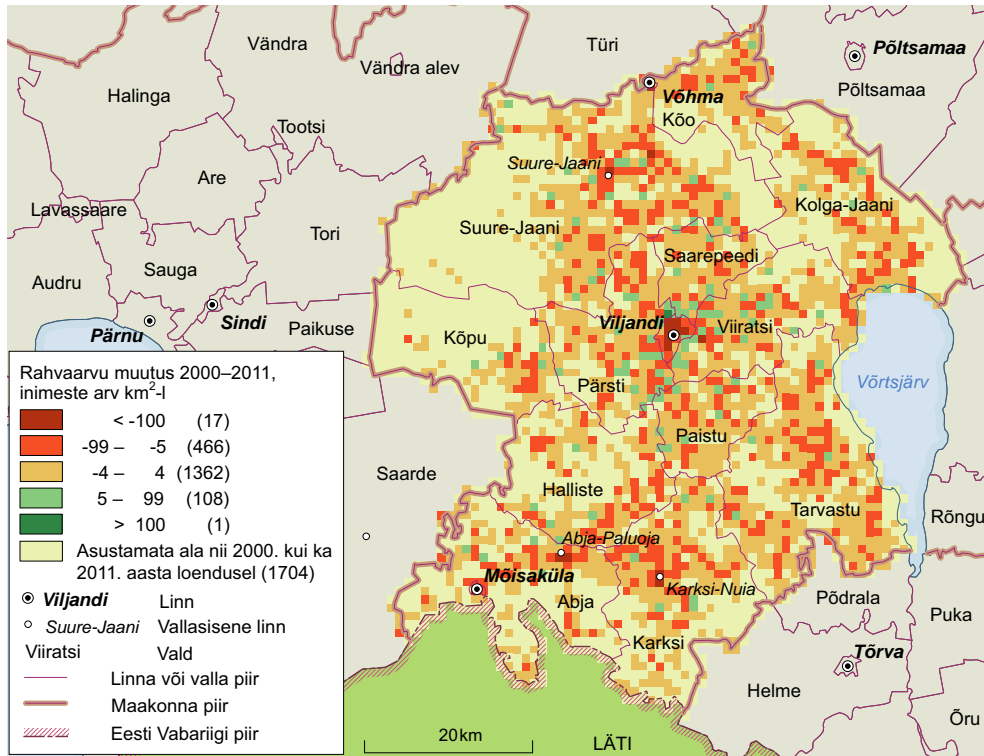 Vändra
Türi
Põltsamaa
Vändra alev
Põltsamaa
Halinga
Võhma
Kõo
Tootsi
Suure-Jaani
Are
Kolga-Jaani
Lavassaare
Suure-Jaani
Tori
Saarepeedi
Audru
Sauga
Sindi
Paikuse
Viljandi
Viiratsi
Pärnu
Kõpu
Pärsti
Võrtsjärv
Rahvaarvu muutus 2000–2011,
inimeste arv km²-l
< -100 (17)
-99 – -5 (466)
-4 – 4 (1362)
5 – 99 (108)
> 100 (1)
Asustamata ala nii 2000. kui ka
2011. aasta loendusel (1704)
Viljandi Linn
Suure-Jaani Vallasisene linn
Viiratsi Vald
Linna või valla piir
Maakonna piir
Eesti Vabariigi piir
Paistu
Saarde
Halliste
Tarvastu
Rõngu
Abja-Paluoja
Mõisaküla
Karksi-Nuia
Abja
Põdrala
Puka
Karksi
Tõrva
Helme
Õru
20 km
LÄTI